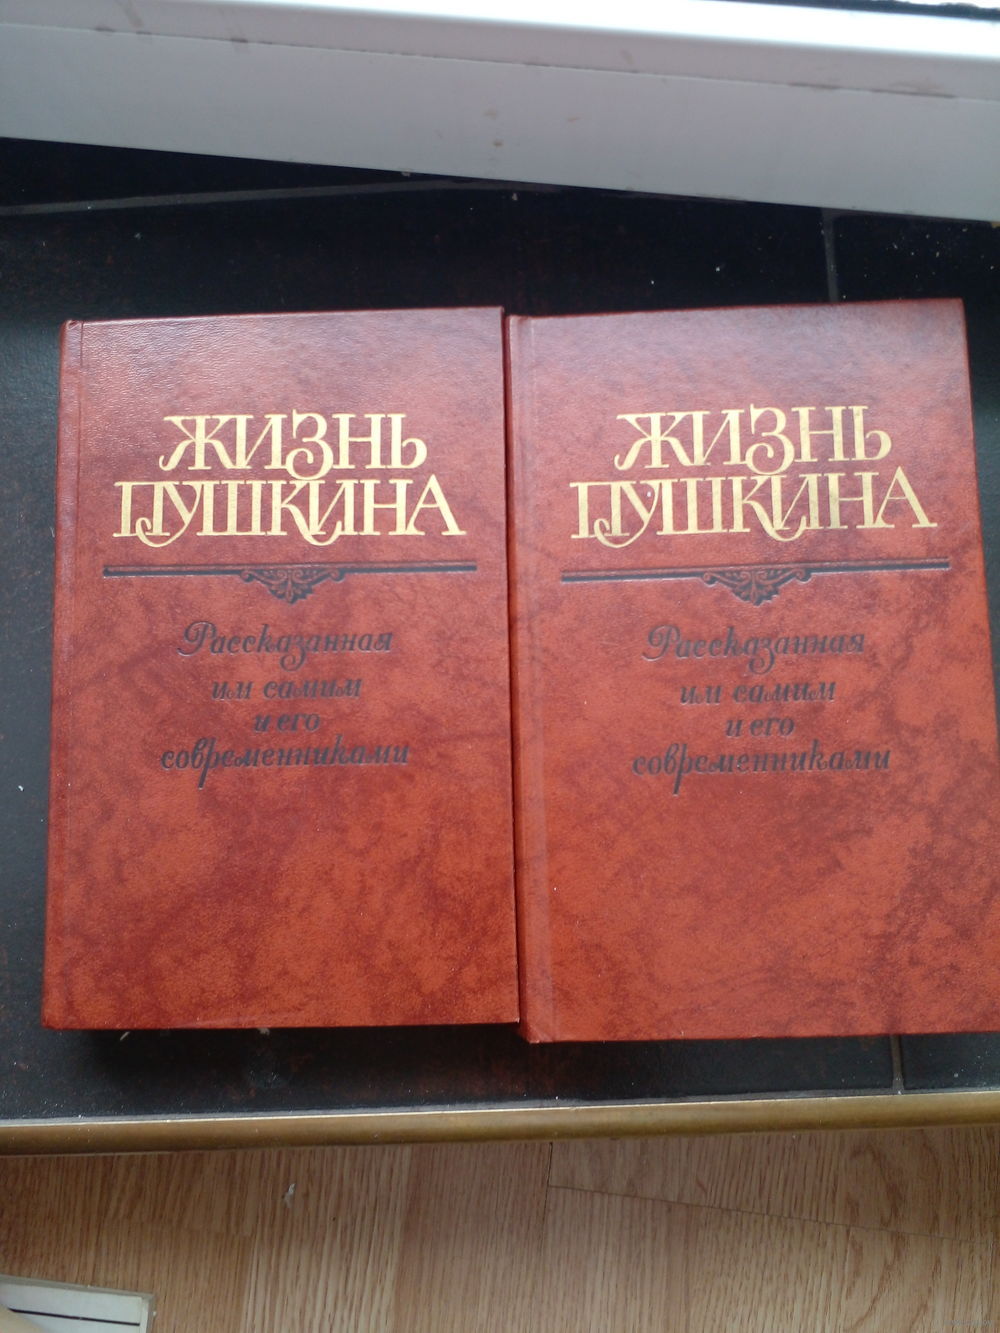 ЖИЗНЬ
ПУШКИНА
Рассказанная
им самим
и его
современниками
ЖИЗНЬ
ПУШКИНА
Рассказанная
им самим
и его
современниками